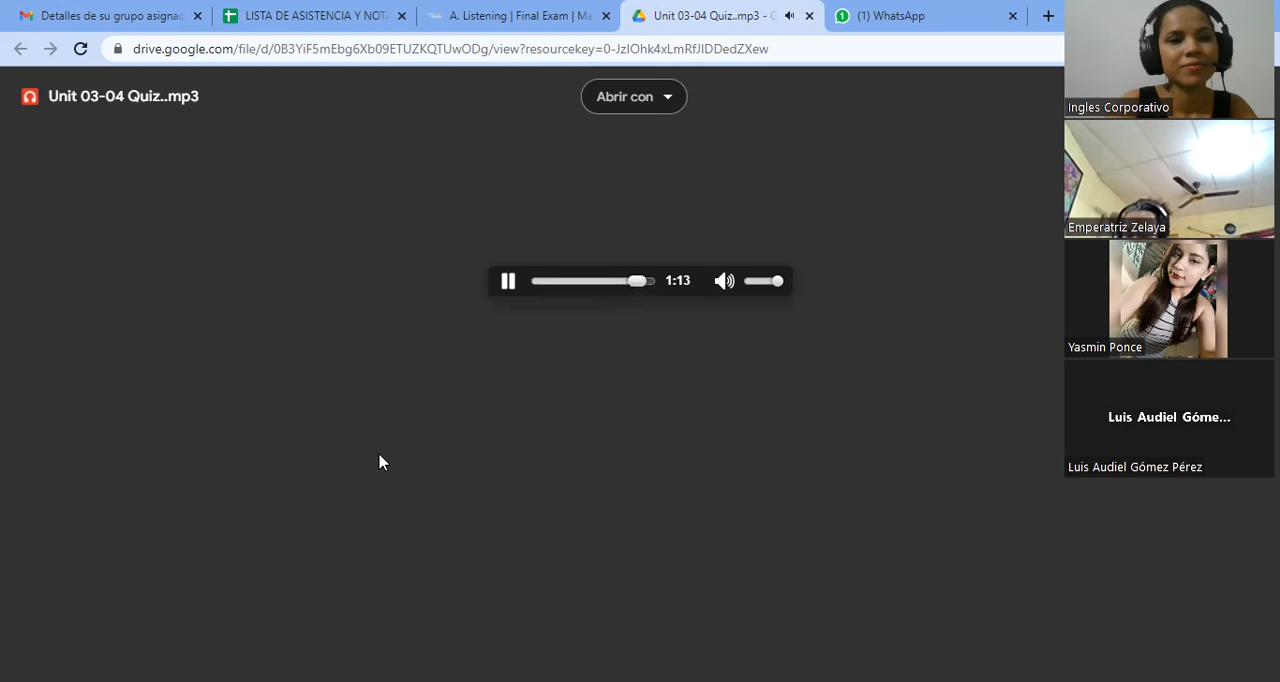 Detalles de su grupo asigna
LISTA DE ASISTENCIA Y NOT
A. Listening | Final Exam | Ma
Unit 03-04 Quiz..mp3 - G
(1) WhatsApp
drive.google.com/file/d/0B3YiF5mEbg6Xb09ETUZKQTUwODg/view?resourcekey=0-JzIOhk4xLmRfJIDDedZXew
Unit 03-04 Quiz..mp3
Abrir con
1:13
Ingles Corporativo
Emperatriz Zelaya
Yasmin Ponce
Luis Audiel Góme...
Luis Audiel Gómez Pérez